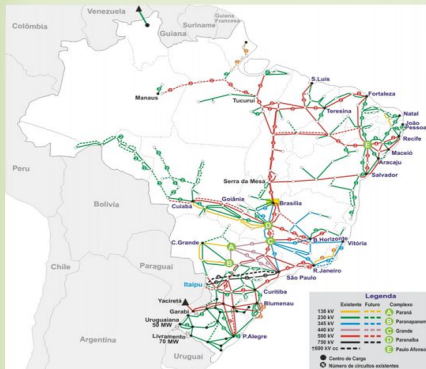 Venezuela
Guiana
Francesa
Colômbia
Suriname
Guiana
S.Luis
Fortaleza
Manaus
Tucuruí
Teresina
Natal
João
Pessoa
Recife
Maceió
Aracaju
Salvador
Peru
Serra da Mesa
Bolívia
Goiânia
Brasília
Cuiabá
C.Grande
B.Horizonte
Vitória
Chile
Paraguai
São Paulo
R.Janeiro
Itaipu
Curitiba
Yacyretá
Blumenau
Garabi
Uruguaiana
50 MW
Livramento
70 MW
P.Alegre
Argentina
Uruguai
Legenda
Existente Future Complexo
138 kV A Paraná
230 kV B Paranapanema
345 kV C Grande
440 kV D Paranaíba
500 kV E Paulo Afonso
750 kV
±600 kV cc
Centro de Carga
N Número de circuitos existentes